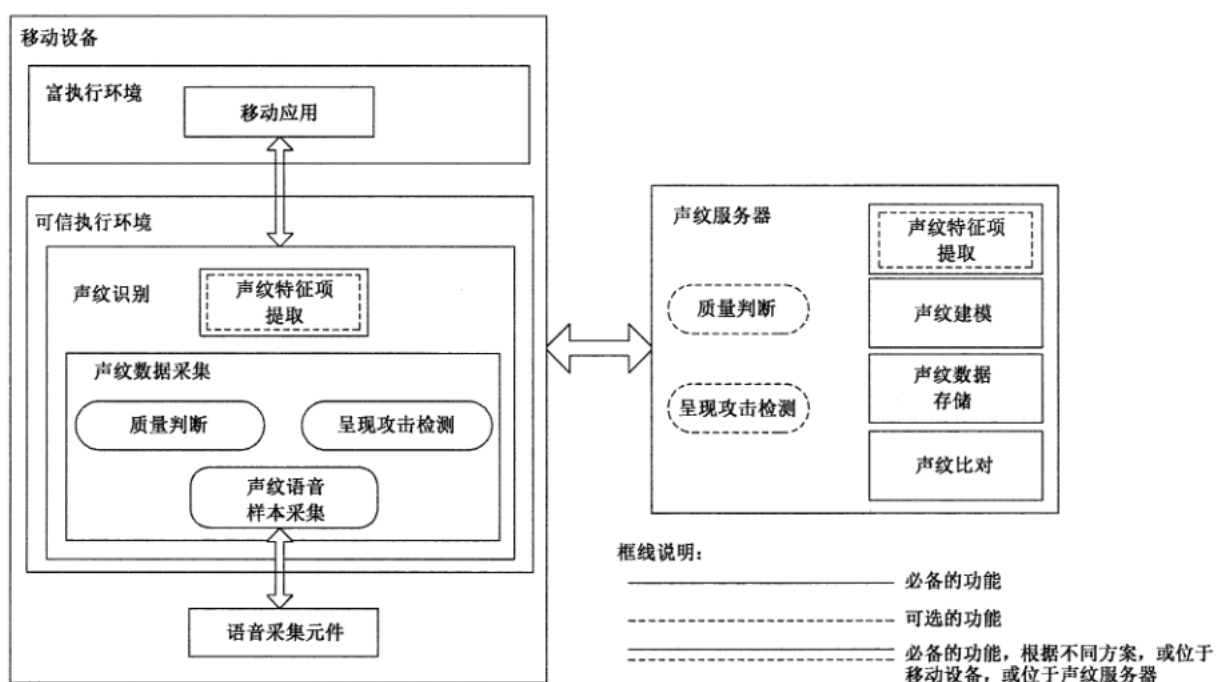 移动设备
富执行环境
移动应用
可信执行环境
声纹识别
声纹特征项
提取
声纹数据采集
质量判断
呈现攻击检测
声纹语音
样本采集
语音采集元件
声纹服务器
声纹特征项
提取
质量判断
声纹建模
声纹数据
存储
呈现攻击检测
声纹比对
框线说明:
必备的功能
可选的功能
必备的功能，根据不同方案，或位于
移动设备，或位于声纹服务器